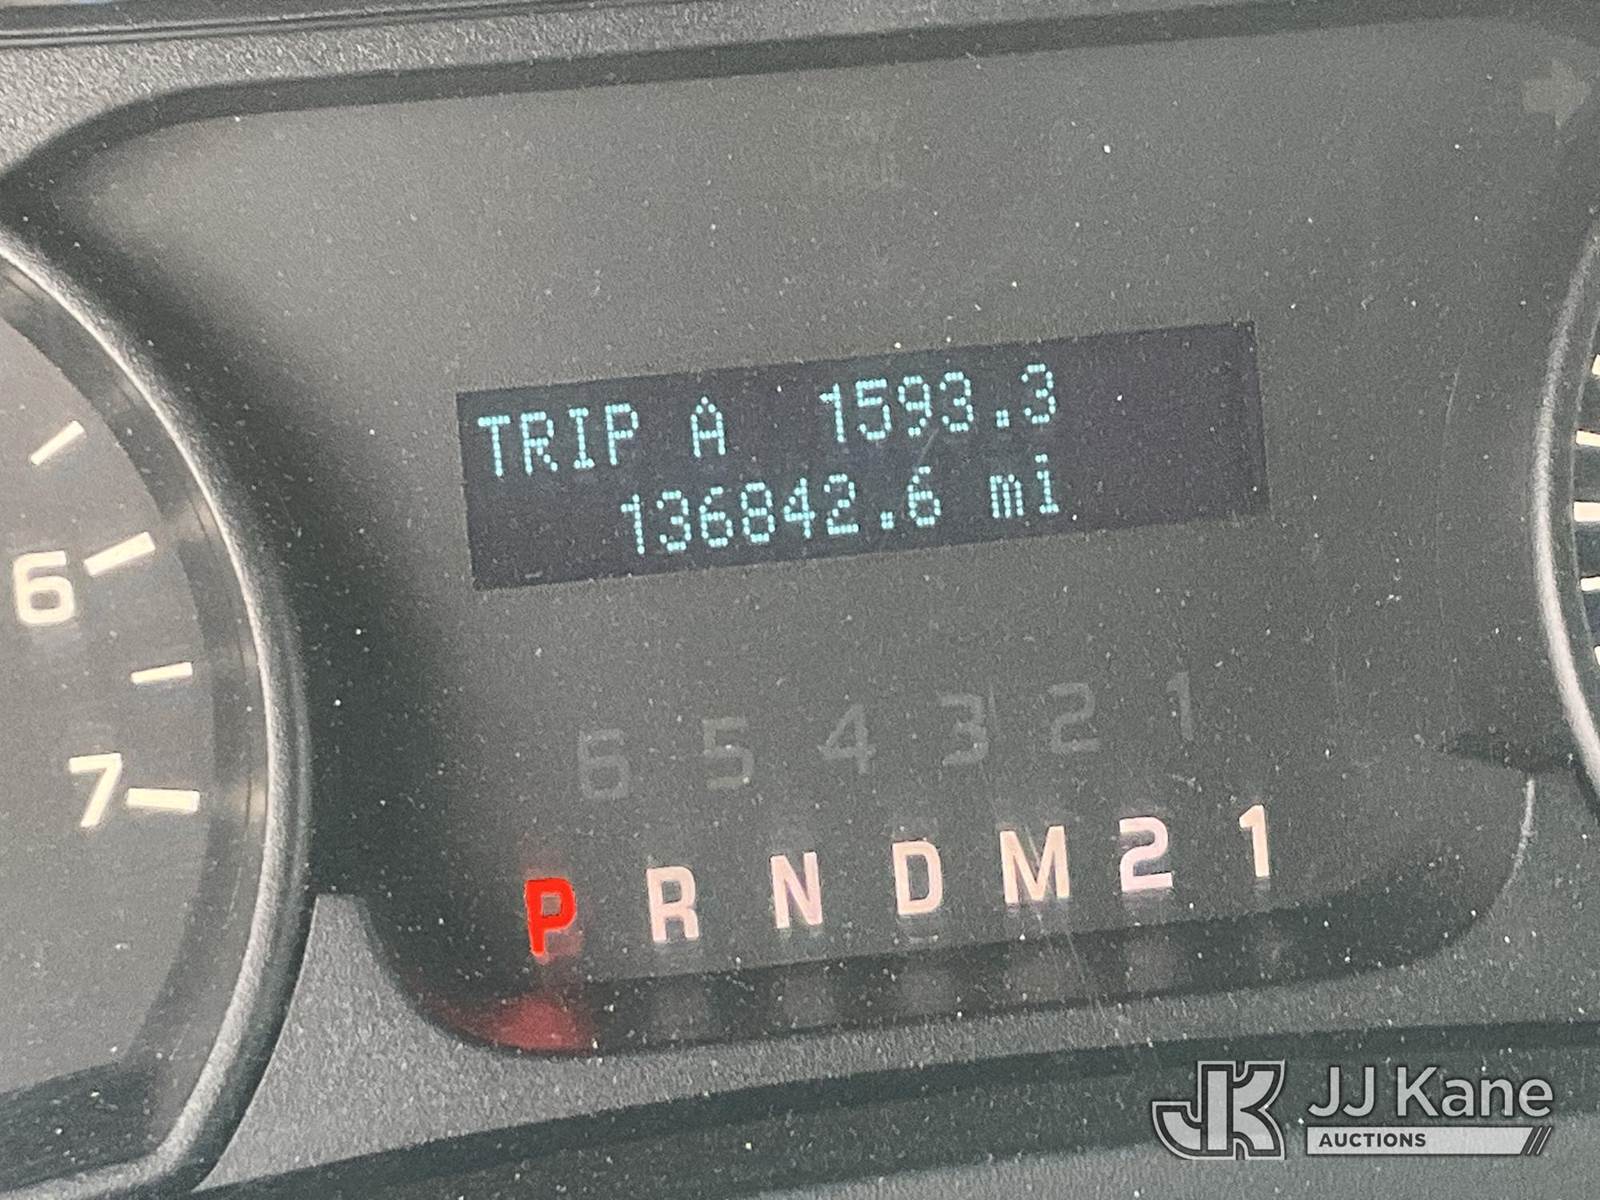 TRIP A 1593.3
136842.6 mi
6
7
6 5 4 3 2 1
P R N D M 2 1
JK JJ Kane
AUCTIONS